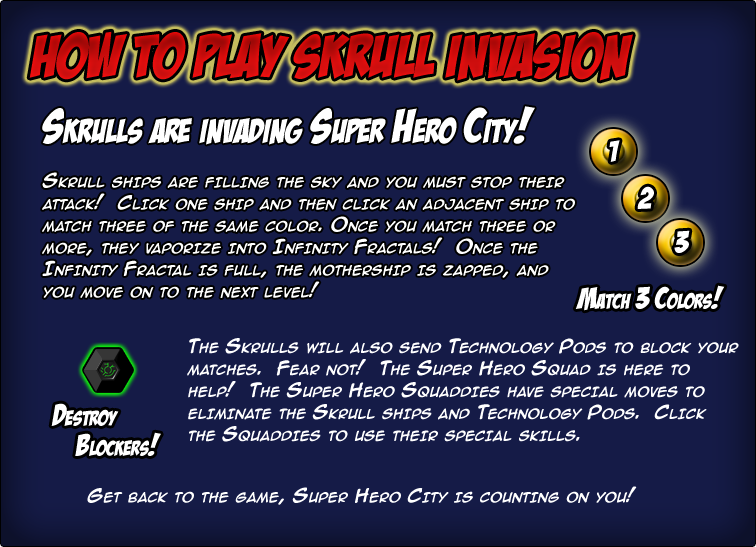 How to Play Skrull Invasion
Skrulls are invading Super Hero City!
1
2
3
Match 3 Colors!
Skrull ships are filling the sky and you must stop their
attack!  Click one ship and then click an adjacent ship to
match three of the same color. Once you match three or
more, they vaporize into Infinity Fractals!  Once the
Infinity Fractal is full, the mothership is zapped, and
you move on to the next level!
Destroy
Blockers!
The Skrulls will also send Technology Pods to block your
matches.  Fear not!  The Super Hero Squad is here to
help!  The Super Hero Squaddies have special moves to
eliminate the Skrull ships and Technology Pods.  Click
the Squaddies to use their special skills.
Get back to the game, Super Hero City is counting on you!